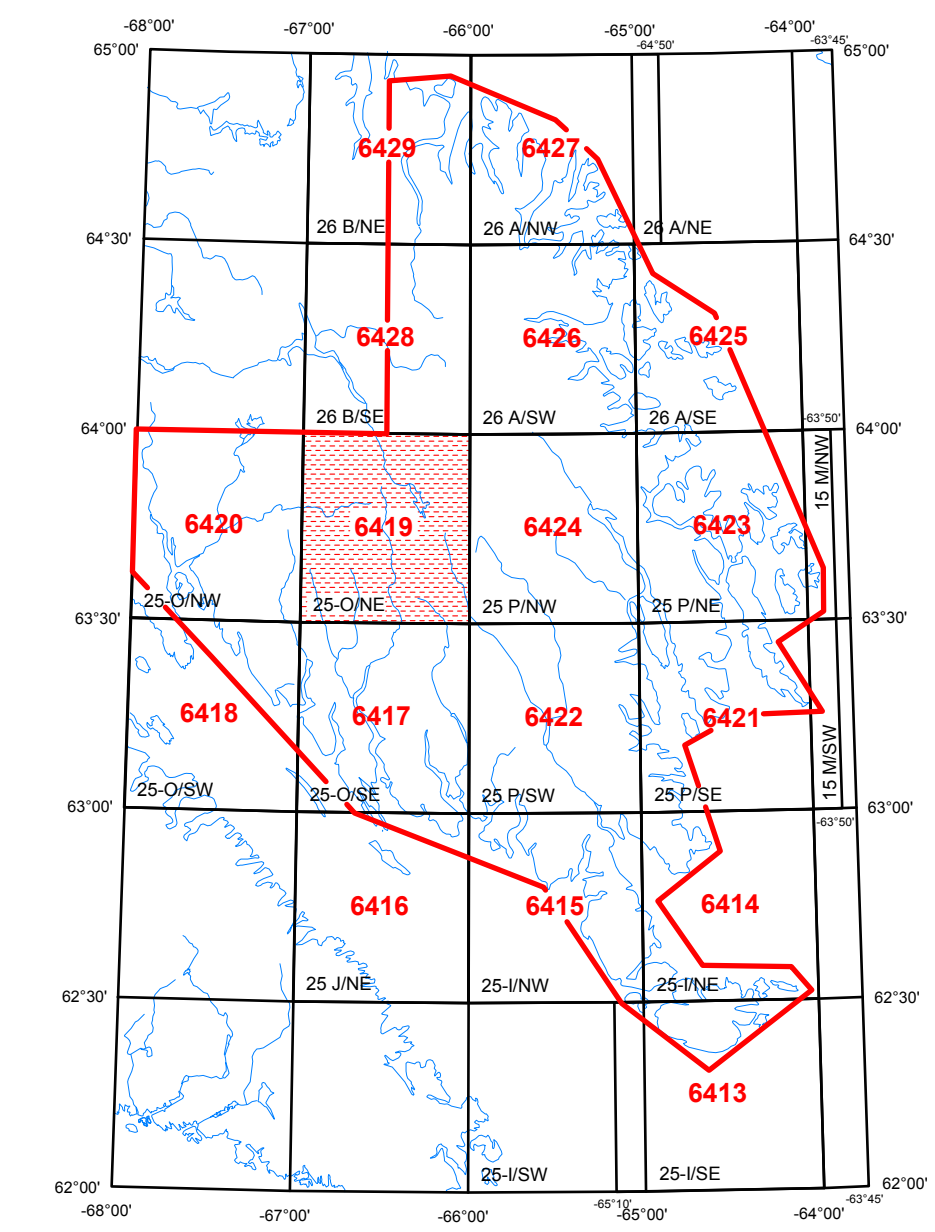 -68°00' -67°00' -66°00' -65°00' -64°00'
-64°50' -63°45'
65°00' 65°00'
6429 6427
26 B/NE 26 A/NW 26 A/NE
64°30' 64°30'
6428 6426 6425
26 B/SE 26 A/SW 26 A/SE -63°50'
64°00' 64°00'
15 M/NW
6420 6419 6424 6423
25-O/NW 25-O/NE 25 P/NW 25 P/NE
63°30' 63°30'
6418 6417 6422 6421
15 M/SW
25-O/SW 25-O/SE 25 P/SW 25 P/SE
63°00' 63°00'
-63°50'
6416 6415 6414
25 J/NE 25-I/NW 25-I/NE
62°30' 62°30'
6413
25-I/SW 25-I/SE
62°00' 62°00'
-65°10' -63°45'
-68°00' -67°00' -66°00' -65°00' -64°00'